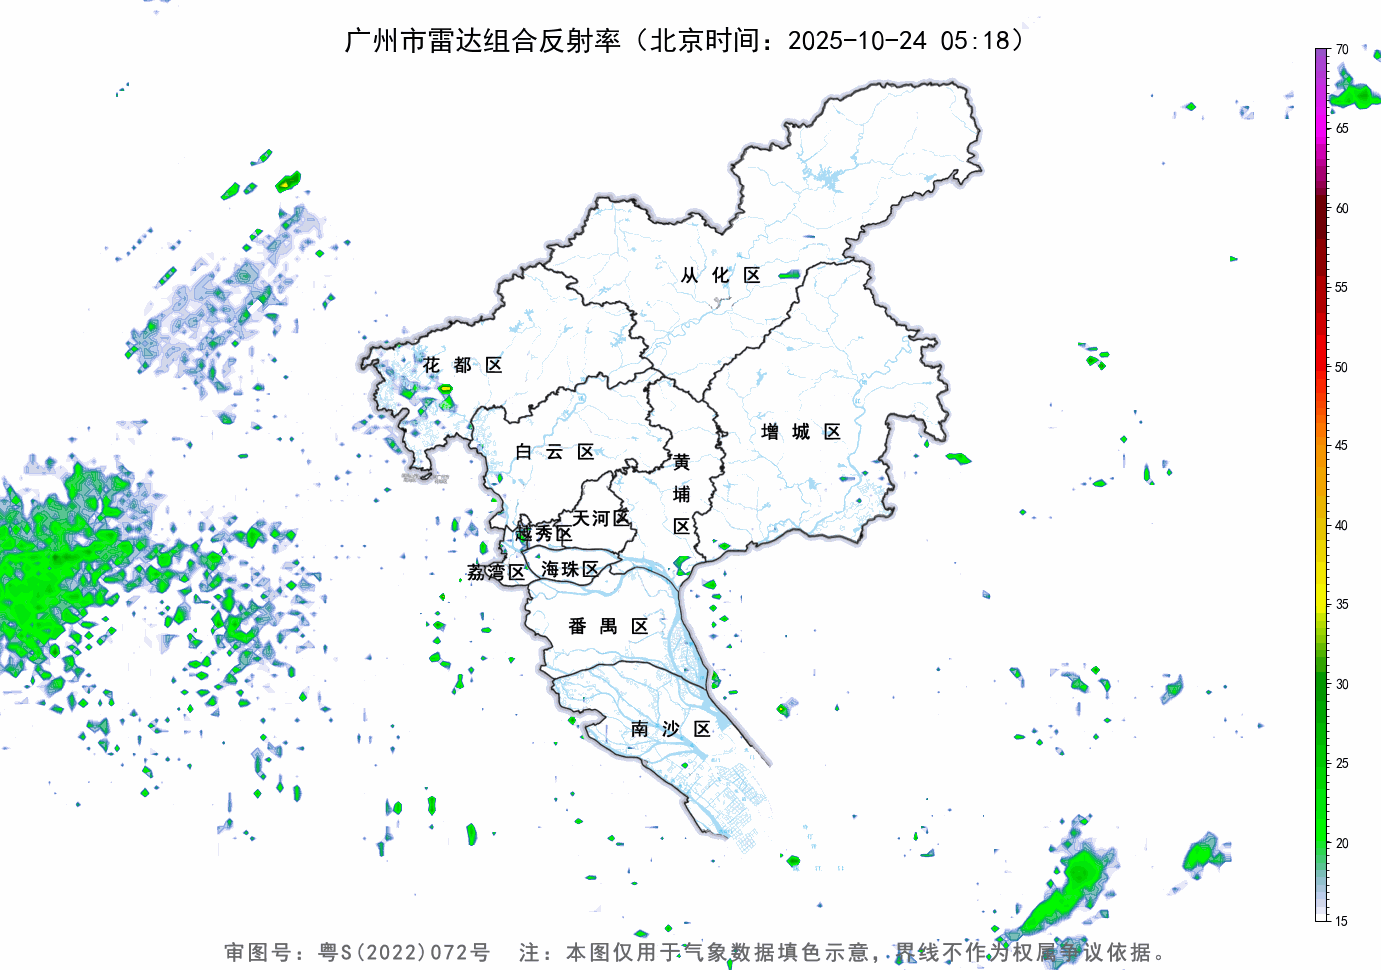 广州市雷达组合反射率（北京时间：2025-10-24 05:18）
70
65
60
55
50
45
40
35
30
25
20
15
从 化 区
花 都 区
增 城 区
白 云 区
黄 埔 区
天河区
越秀区
海珠区
荔湾区
番 禺 区
南 沙 区
审图号：粤S(2022)072号 注：本图仅用于气象数据填色示意，界线不作为权属争议依据。